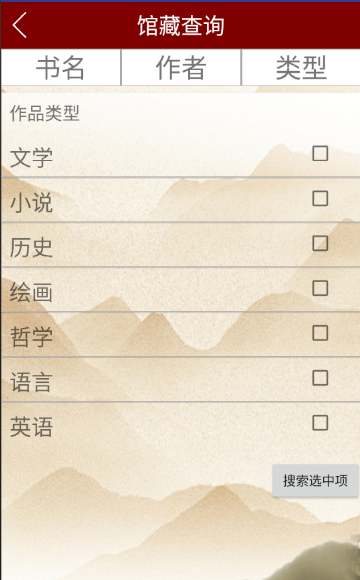 馆藏查询
书名 作者 类型
作品类型
文学
小说
历史
绘画
哲学
语言
英语
搜索选中项